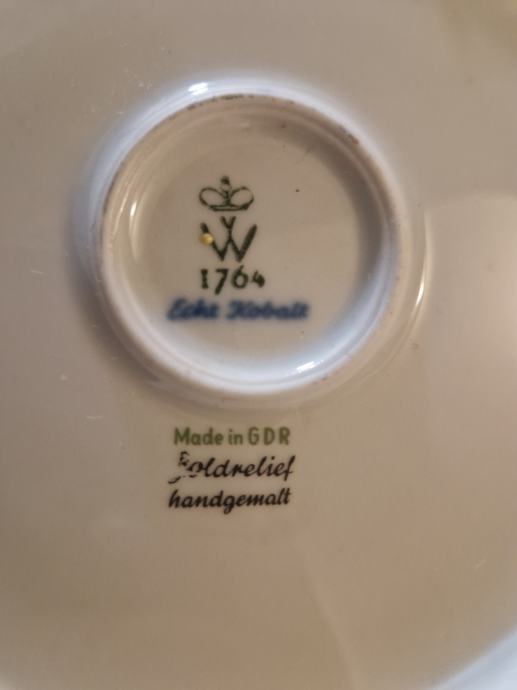 W
1764
Echt Kobalt
Made in GDR
Goldrelief
handgemalt